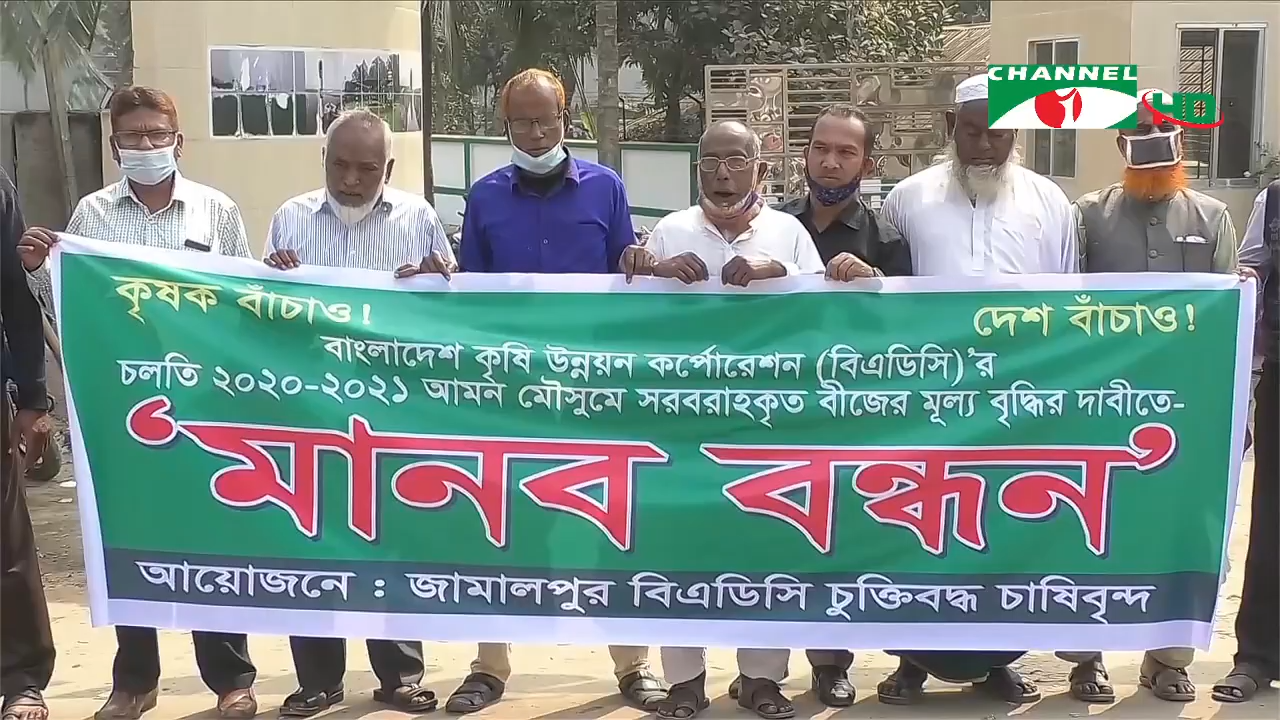 CHANNEL i HD
কৃষক বাঁচাও! দেশ বাঁচাও!
বাংলাদেশ কৃষি উন্নয়ন কর্পোরেশন (বিএডিসি)'র
চলতি ২০২০-২০২১ আমন মৌসুমে সরবরাহকৃত বীজের মূল্য বৃদ্ধির দাবীতে-
‘মানব বন্ধন’
আয়োজনে : জামালপুর বিএডিসি চুক্তিবদ্ধ চাষিবৃন্দ